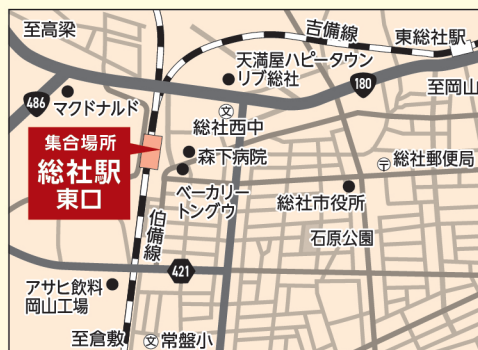 至高梁
吉備線
東総社駅
天満屋ハピータウン
リブ総社
180
至岡山
486
マクドナルド
文
総社西中
集合場所
総社駅
東口
森下病院
〒総社郵便局
ベーカリー
トングウ
総社市役所
伯備線
石原公園
421
アサヒ飲料
岡山工場
至倉敷
文常盤小